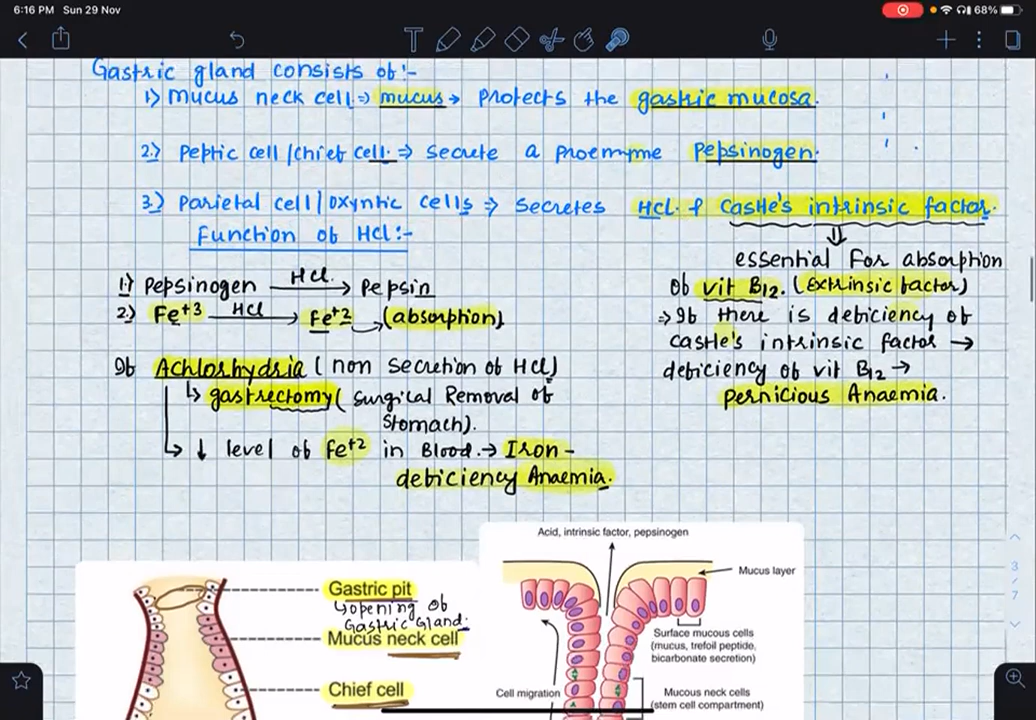 6:16 PM Sun 29 Nov
68%
Gastric gland consists of :-
1) Mucus neck cell ⇒ mucus → protects the gastric mucosa.
2.) Peptic cell / Chief cell ⇒ secrete a proenzyme Pepsinogen.
3) Parietal cell / Oxyntic cells ⇒ secretes HCl. & Castle's intrinsic factor.
Function of HCl :-
1.) Pepsinogen HCl → Pepsin
2.) Fe+3 HCl → Fe+2 → (absorption)
If Achlorhydria ( non secretion of HCl)
↳ gastrectomy ( Surgical Removal of
Stomach).
↳ ↓ level of Fe+2 in Blood. → Iron-
deficiency Anaemia.
⇓
essential For absorption
of vit B12. (Extrinsic factor)
⇒ If there is deficiency of
castle's intrinsic factor →
deficiency of vit B12 →
pernicious Anaemia.
3
/
7
Gastric pit
↳ opening of
Gastric Gland.
Mucus neck cell
Chief cell
Acid, intrinsic factor, pepsinogen
Mucus layer
Surface mucous cells
(mucus, trefoil peptide,
bicarbonate secretion)
Cell migration
Mucous neck cells
(stem cell compartment)